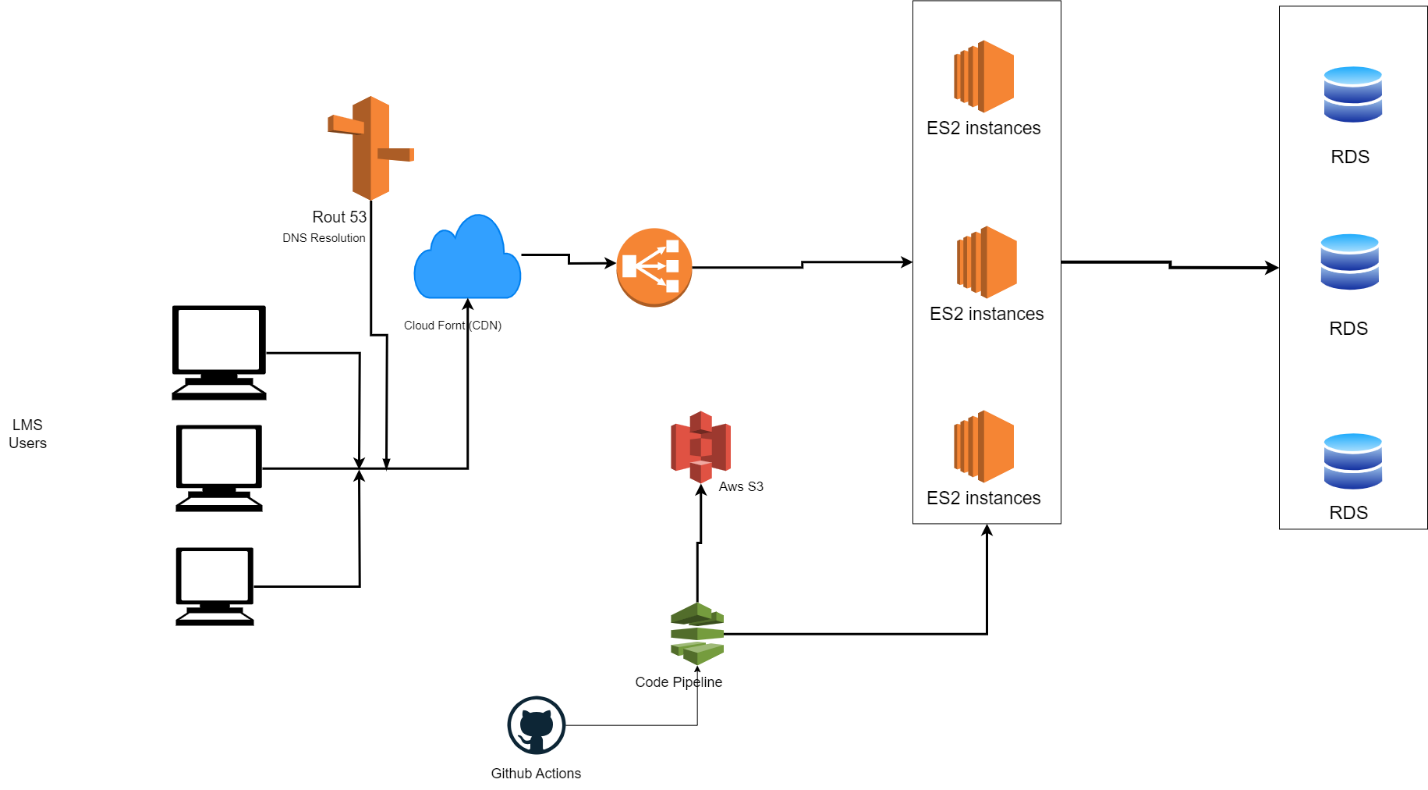 ES2 instances
RDS
Rout 53
DNS Resolution
ES2 instances
Cloud Fornt (CDN)
RDS
LMS
Users
Aws S3
ES2 instances
RDS
Code Pipeline
Github Actions